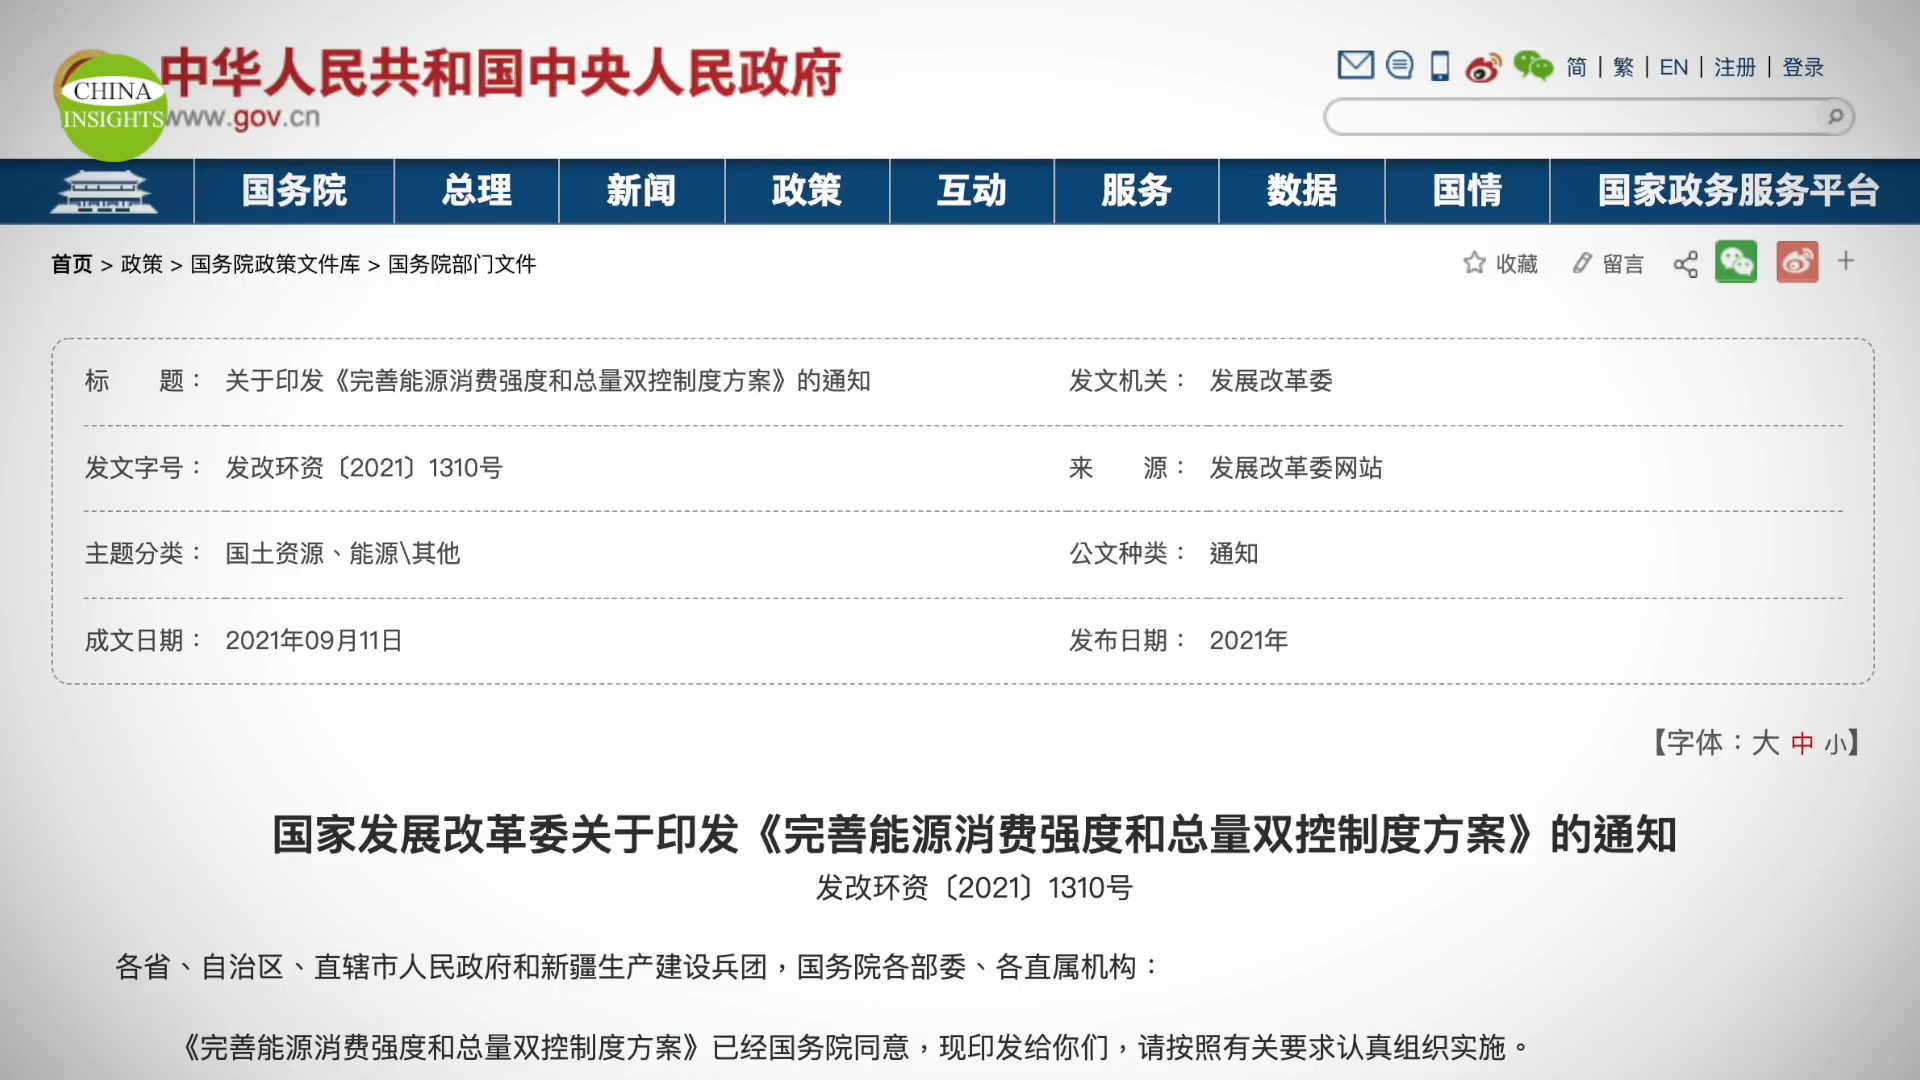 中华人民共和国中央人民政府
CHINA
INSIGHTS
www.gov.cn
简 | 繁 | EN | 注册 | 登录
国务院 总理 新闻 政策 互动 服务 数据 国情 国家政务服务平台
首页 > 政策 > 国务院政策文件库 > 国务院部门文件
收藏 留言
标 题： 关于印发《完善能源消费强度和总量双控制度方案》的通知 发文机关： 发展改革委
发文字号： 发改环资〔2021〕1310号 来 源： 发展改革委网站
主题分类： 国土资源、能源\其他 公文种类： 通知
成文日期： 2021年09月11日 发布日期： 2021年
【字体：大 中 小】
国家发展改革委关于印发《完善能源消费强度和总量双控制度方案》的通知
发改环资〔2021〕1310号
各省、自治区、直辖市人民政府和新疆生产建设兵团，国务院各部委、各直属机构：
《完善能源消费强度和总量双控制度方案》已经国务院同意，现印发给你们，请按照有关要求认真组织实施。